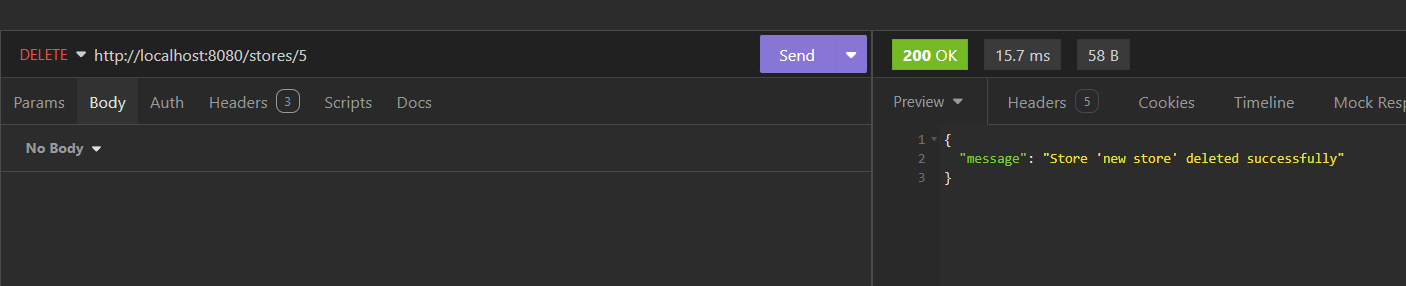 DELETE http://localhost:8080/stores/5 Send
200 OK 15.7 ms 58 B
Params Body Auth Headers 3 Scripts Docs
Preview Headers 5 Cookies Timeline Mock Resp
No Body
1 {
2 "message": "Store 'new store' deleted successfully"
3 }